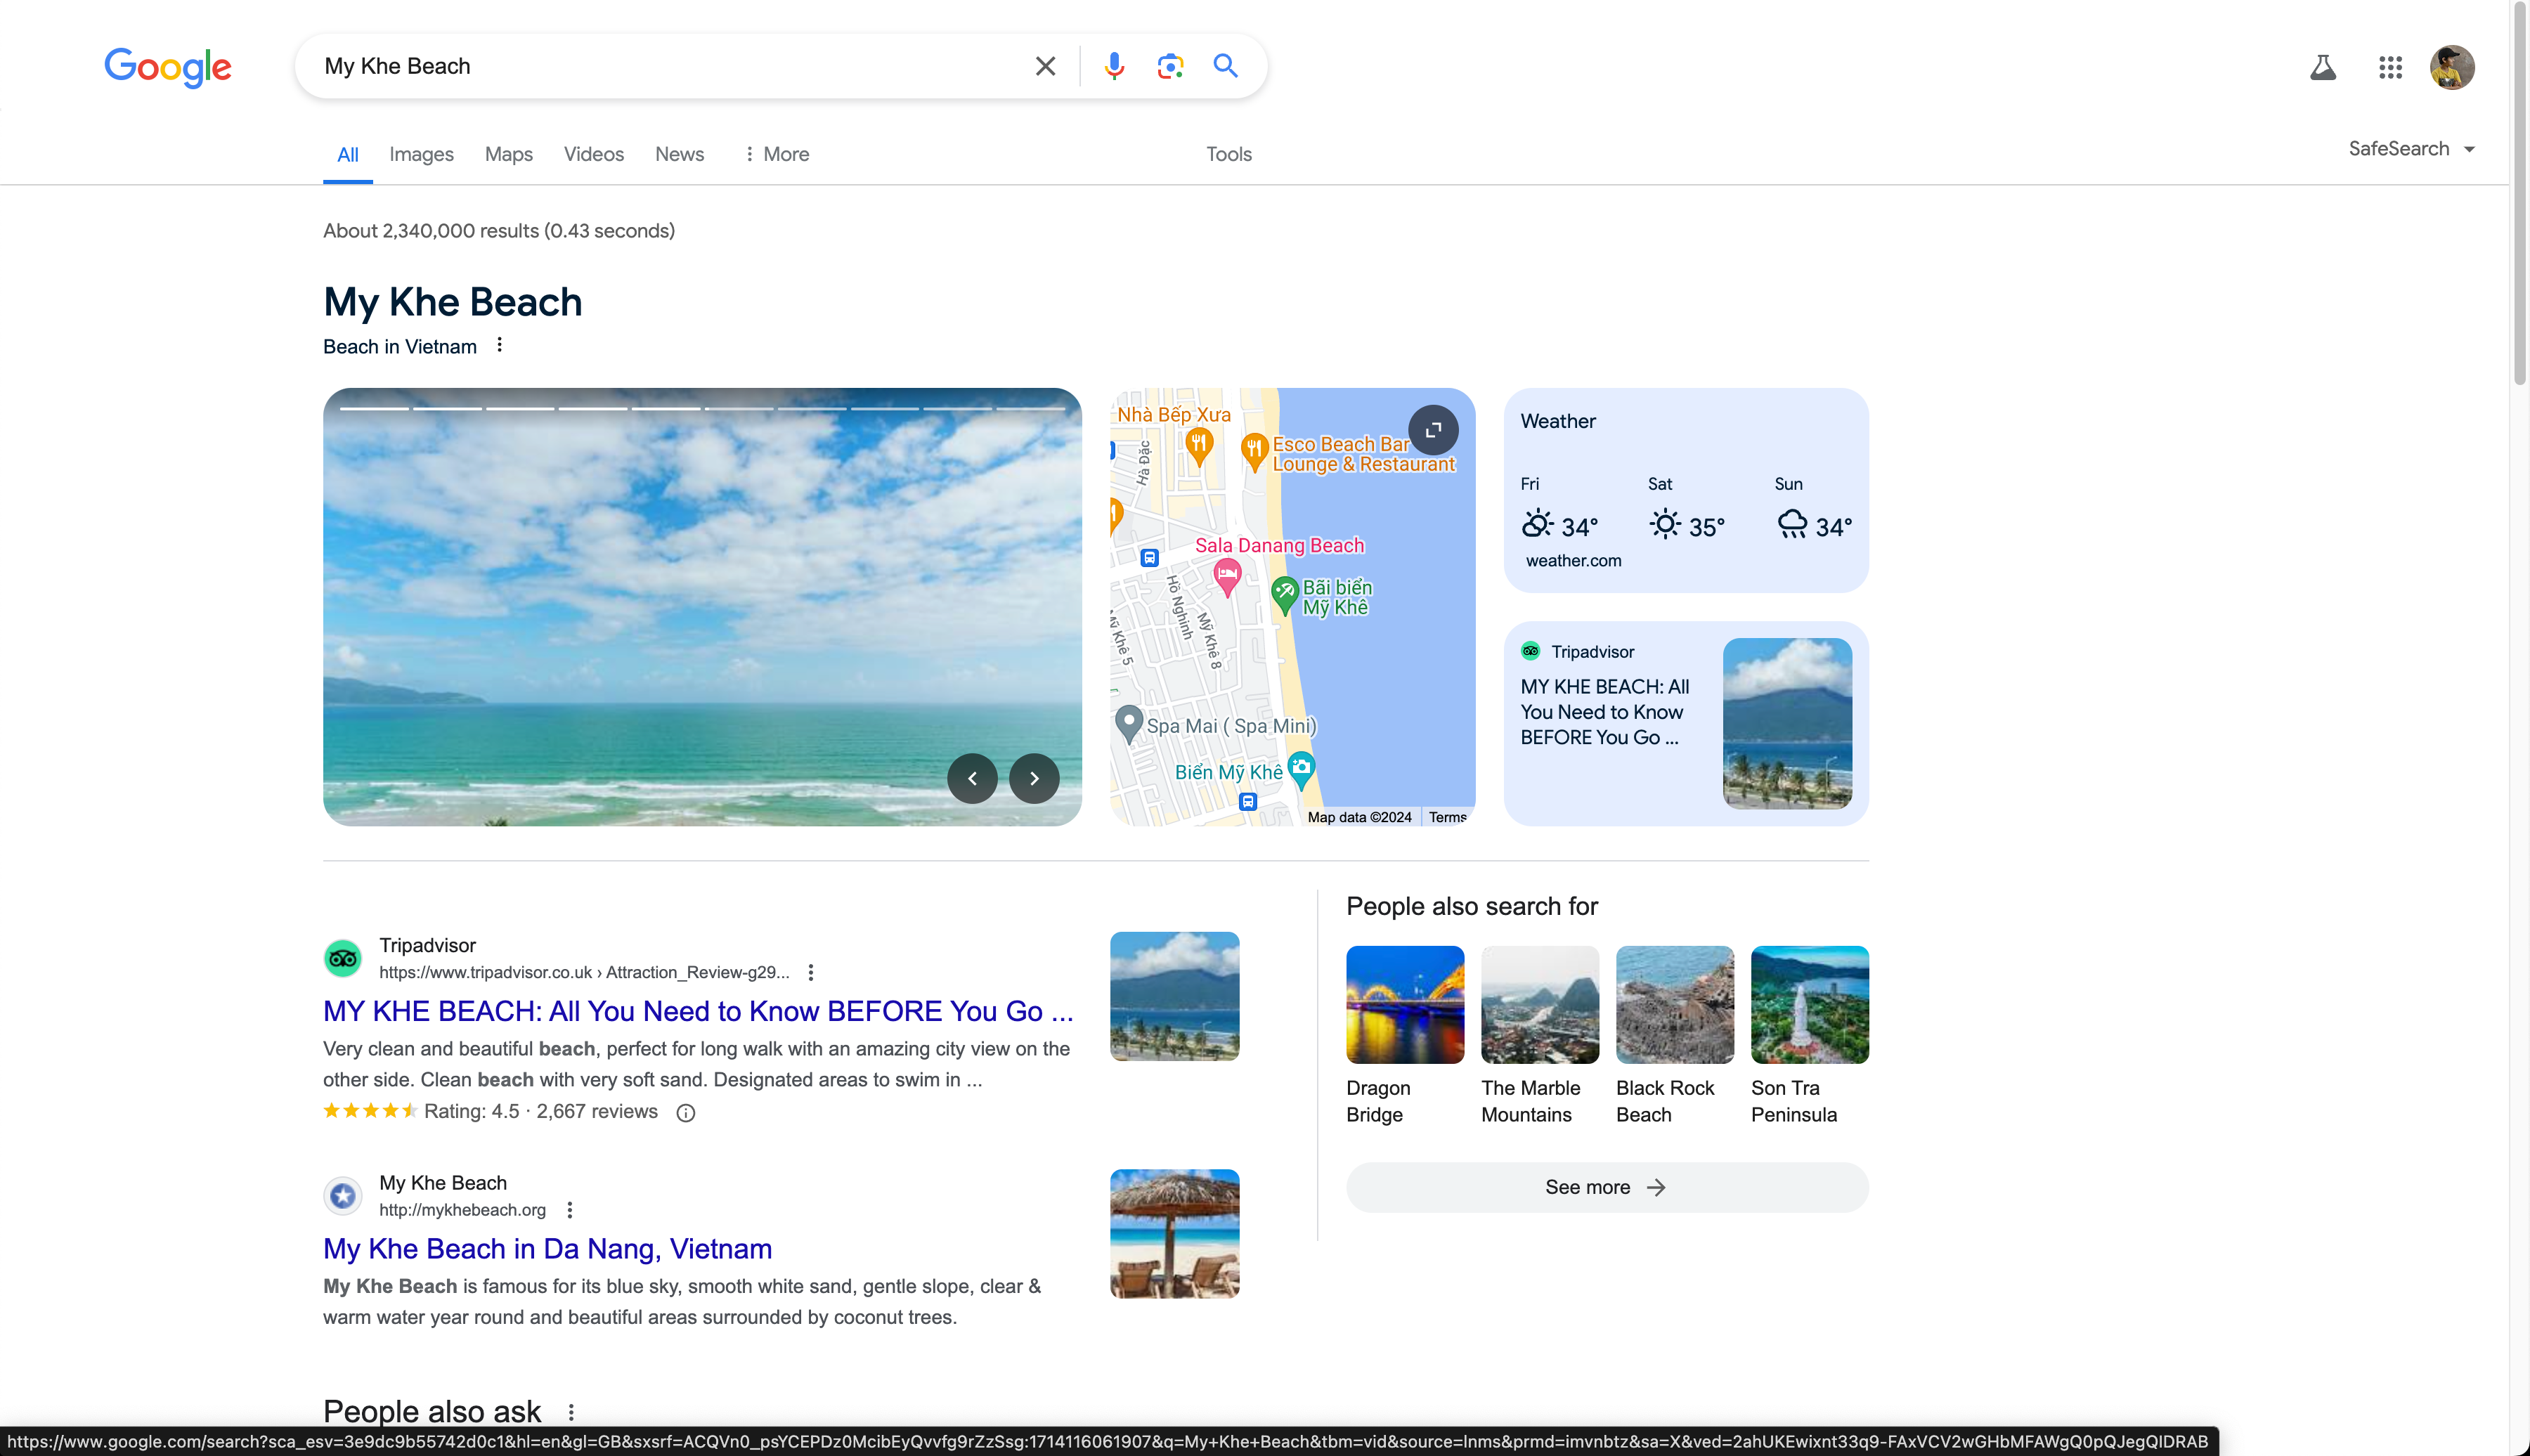 Google
My Khe Beach
All Images Maps Videos News More Tools
SafeSearch
About 2,340,000 results (0.43 seconds)
My Khe Beach
Beach in Vietnam
Nhà Bếp Xưa
Esco Beach Bar
Lounge & Restaurant
Hà Đặc
Sala Danang Beach
Bãi biển
Mỹ Khê
Hồ Nghinh
Mỹ Khê 8
Mỹ Khê 5
Spa Mai ( Spa Mini)
Biển Mỹ Khê
Map data ©2024 Terms
Weather
Fri Sat Sun
34° 35° 34°
weather.com
Tripadvisor
MY KHE BEACH: All
You Need to Know
BEFORE You Go ...
Tripadvisor
https://www.tripadvisor.co.uk › Attraction_Review-g29...
MY KHE BEACH: All You Need to Know BEFORE You Go ...
Very clean and beautiful beach, perfect for long walk with an amazing city view on the
other side. Clean beach with very soft sand. Designated areas to swim in ...
Rating: 4.5 · 2,667 reviews
My Khe Beach
http://mykhebeach.org
My Khe Beach in Da Nang, Vietnam
My Khe Beach is famous for its blue sky, smooth white sand, gentle slope, clear &
warm water year round and beautiful areas surrounded by coconut trees.
People also ask
People also search for
Dragon
Bridge
The Marble
Mountains
Black Rock
Beach
Son Tra
Peninsula
See more
https://www.google.com/search?sca_esv=3e9dc9b55742d0c1&hl=en&gl=GB&sxsrf=ACQVn0_psYCEPDz0McibEyQvvfg9rZzSsg:1714116061907&q=My+Khe+Beach&tbm=vid&source=lnms&prmd=imvnbtz&sa=X&ved=2ahUKEwixnt33q9-FAxVCV2wGHbMFAWgQ0pQJegQIDRAB